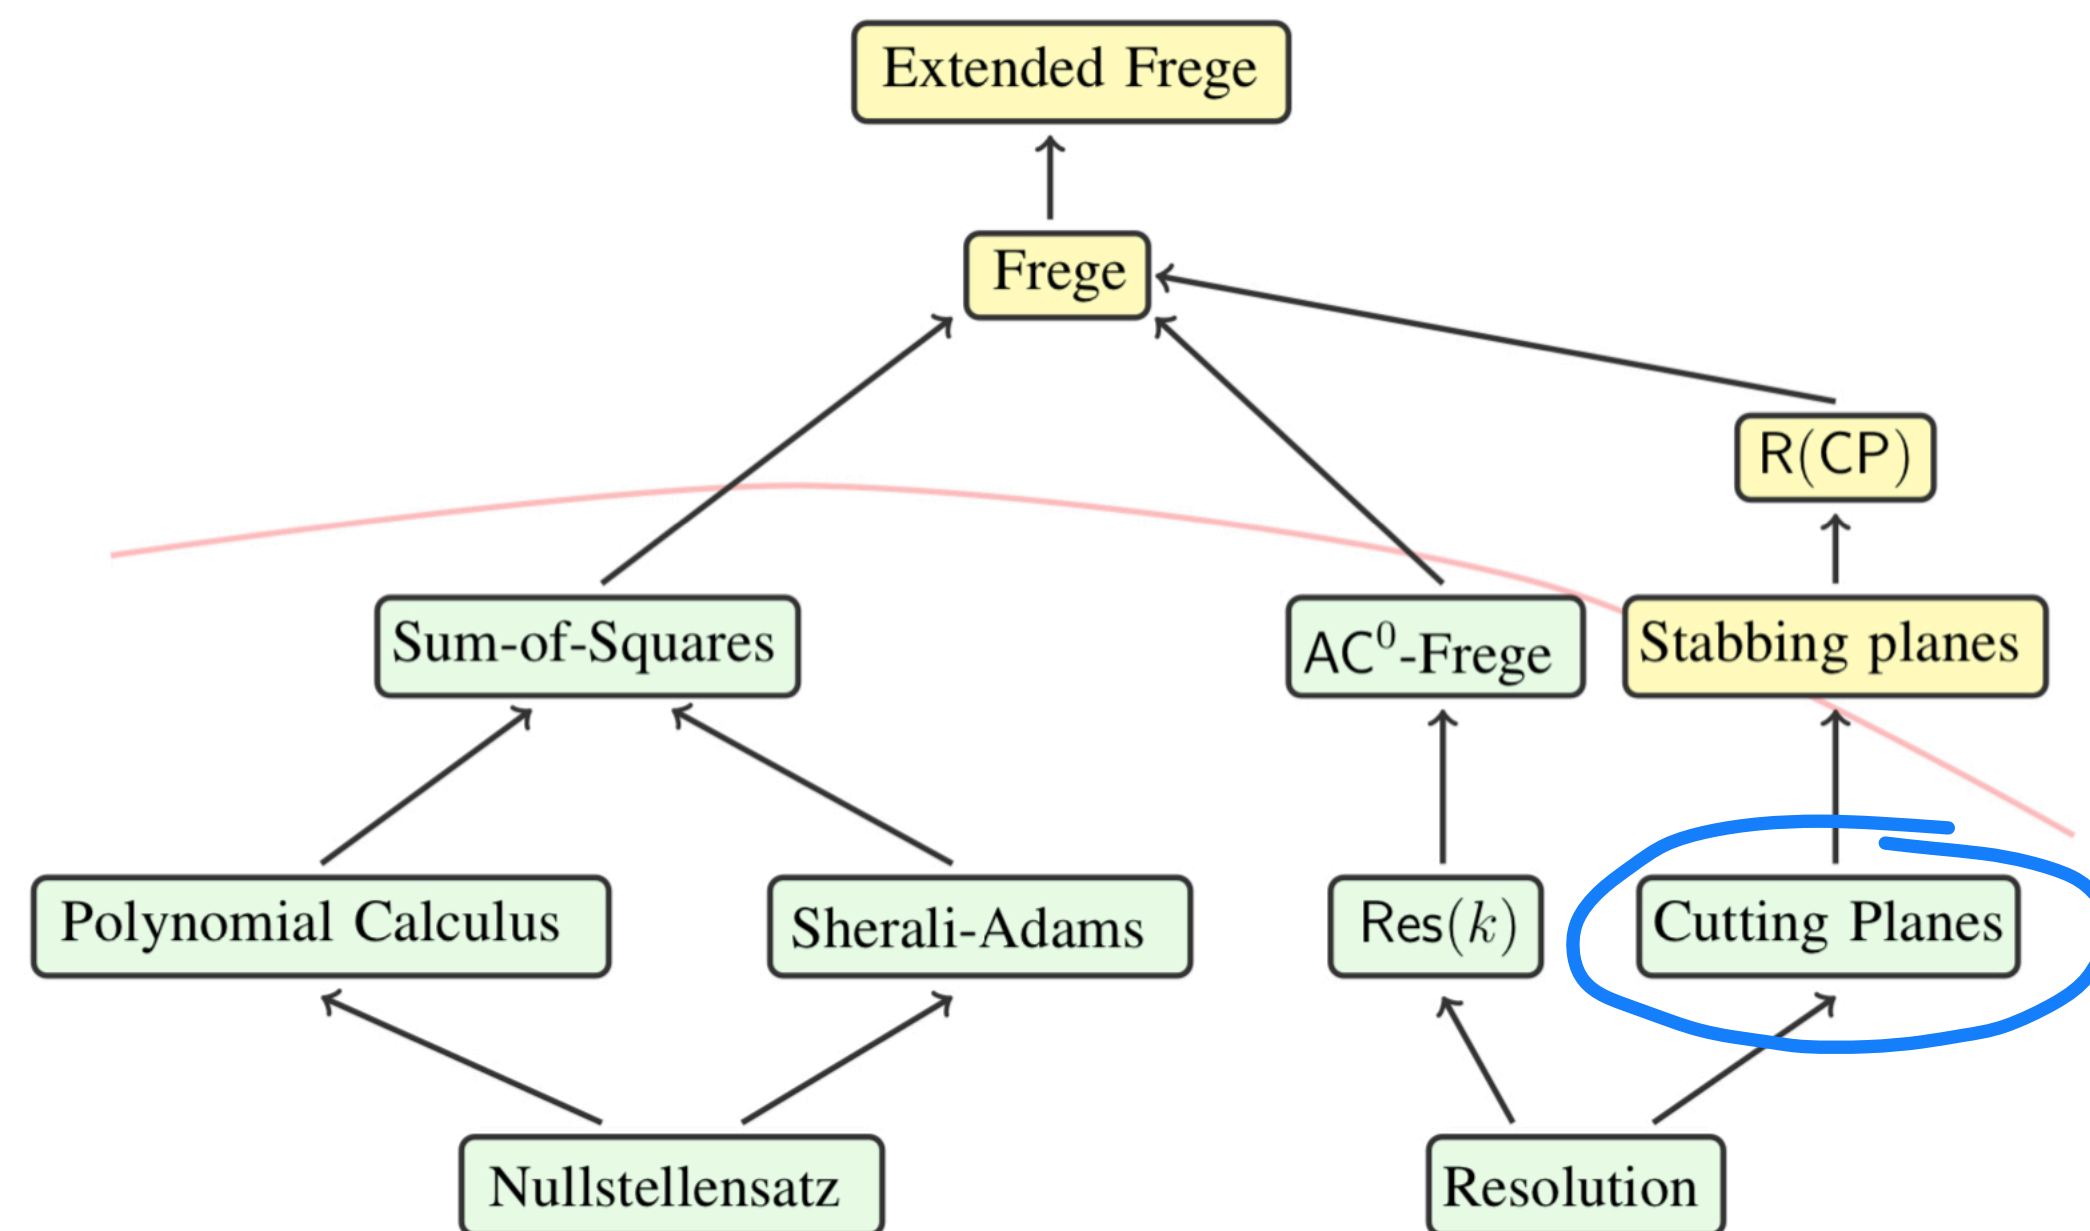 Extended Frege
Frege
R(CP)
Sum-of-Squares
AC⁰-Frege
Stabbing planes
Polynomial Calculus
Sherali-Adams
Res(k)
Cutting Planes
Nullstellensatz
Resolution